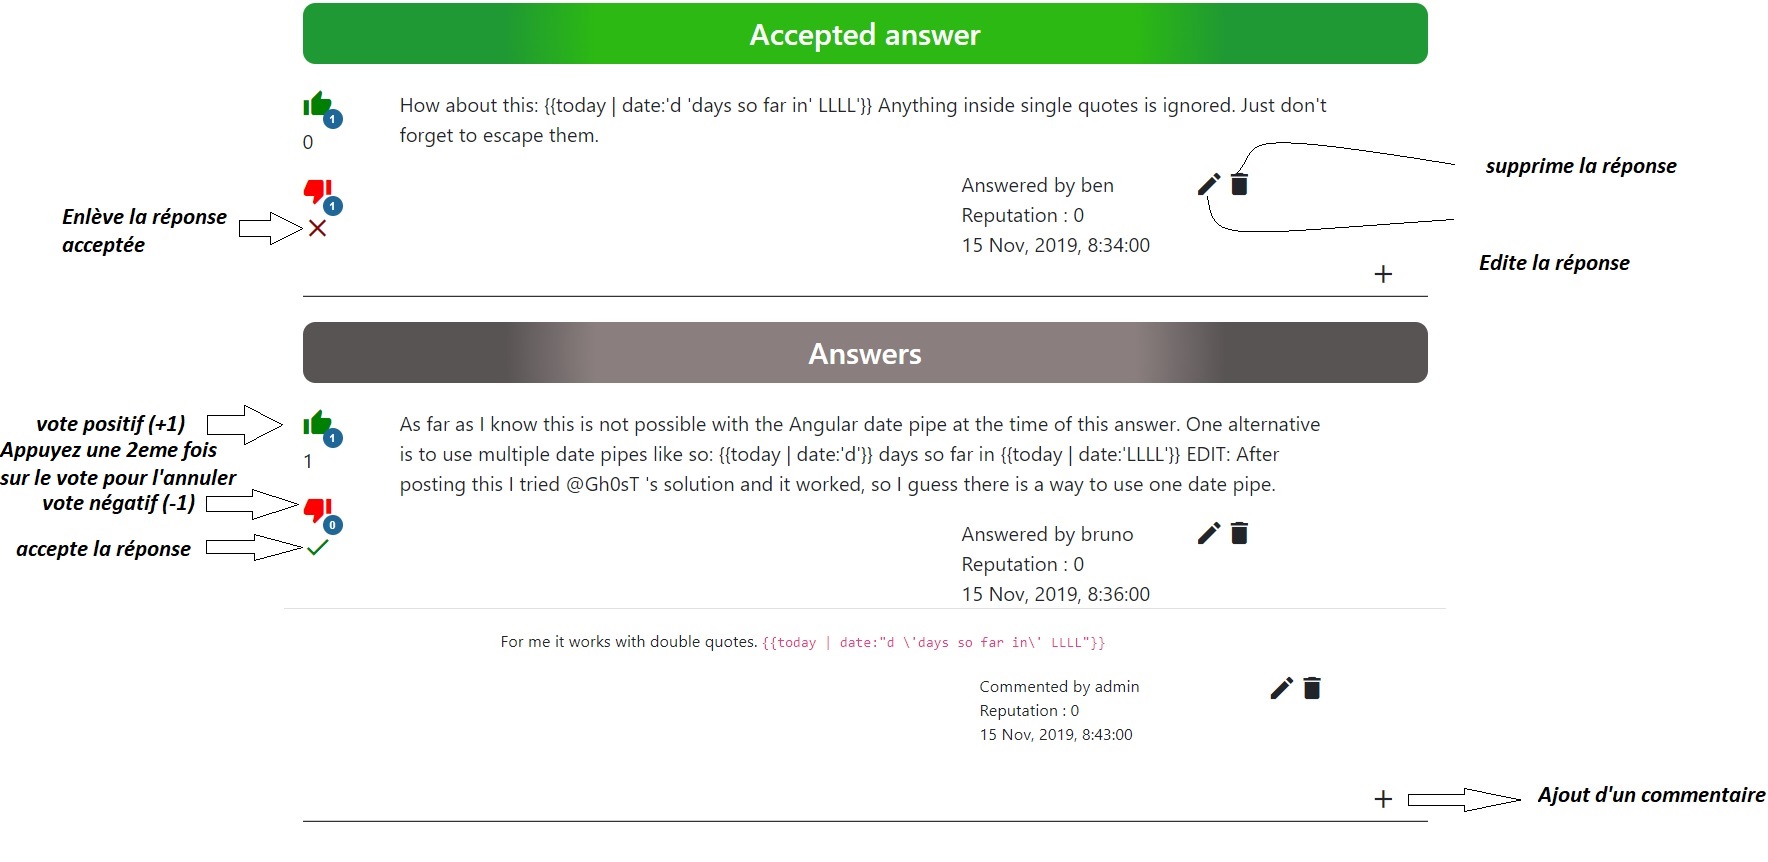 Accepted answer
1
How about this: {{today | date:'d 'days so far in' LLLL'}} Anything inside single quotes is ignored. Just don't
forget to escape them.
0
supprime la réponse
Answered by ben
1
Reputation : 0
Enlève la réponse
acceptée
15 Nov, 2019, 8:34:00
Edite la réponse
+
Answers
vote positif (+1)
Appuyez une 2eme fois
sur le vote pour l'annuler
vote négatif (-1)
accepte la réponse
1
1
0
As far as I know this is not possible with the Angular date pipe at the time of this answer. One alternative
is to use multiple date pipes like so: {{today | date:'d'}} days so far in {{today | date:'LLLL'}} EDIT: After
posting this I tried @Gh0sT 's solution and it worked, so I guess there is a way to use one date pipe.
Answered by bruno
Reputation : 0
15 Nov, 2019, 8:36:00
For me it works with double quotes. {{today | date:"d \'days so far in\' LLLL"}}
Commented by admin
Reputation : 0
15 Nov, 2019, 8:43:00
+
Ajout d'un commentaire